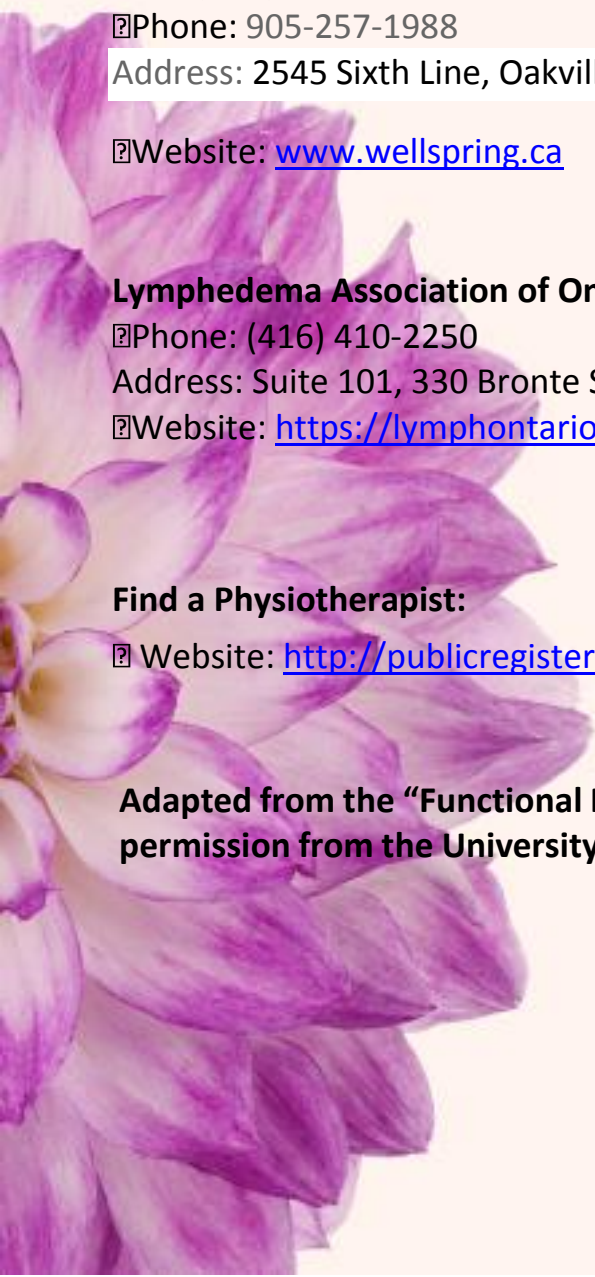 Phone: 905-257-1988
Address: 2545 Sixth Line, Oakvill
Website: www.wellspring.ca
Lymphedema Association of On
Phone: (416) 410-2250
Address: Suite 101, 330 Bronte S
Website: https://lymphontario
Find a Physiotherapist:
Website: http://publicregister
Adapted from the “Functional
permission from the University